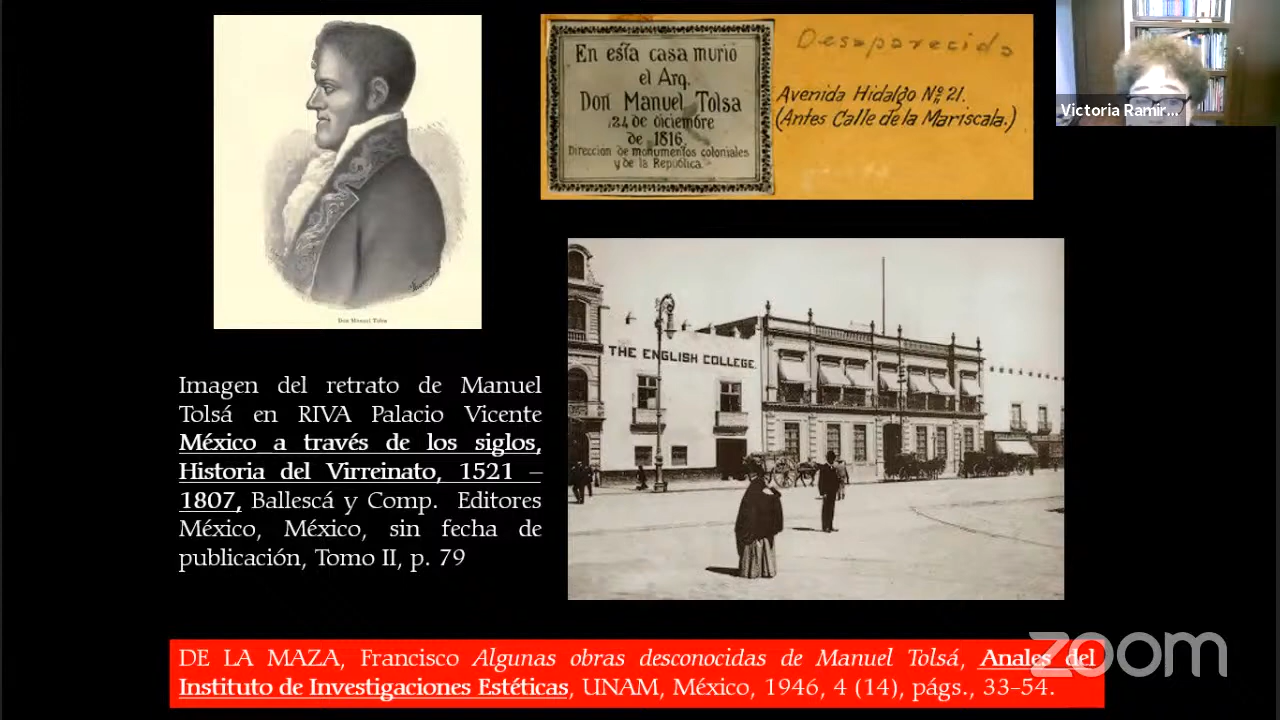 Don Manuel Tolsa
En esta casa murió
el Arq.
Don Manuel Tolsa
24 de diciembre
de 1816.
Dirección de monumentos coloniales
y de la República.
Desaparecida
Avenida Hidalgo Nº 21.
(Antes Calle de la Mariscala.)
Victoria Ramir...
THE ENGLISH COLLEGE.
Imagen del retrato de Manuel
Tolsá en RIVA Palacio Vicente
México a través de los siglos,
Historia del Virreinato, 1521 –
1807, Ballescá y Comp. Editores
México, México, sin fecha de
publicación, Tomo II, p. 79
DE LA MAZA, Francisco Algunas obras desconocidas de Manuel Tolsá, Anales del
Instituto de Investigaciones Estéticas, UNAM, México, 1946, 4 (14), págs., 33-54.
zoom